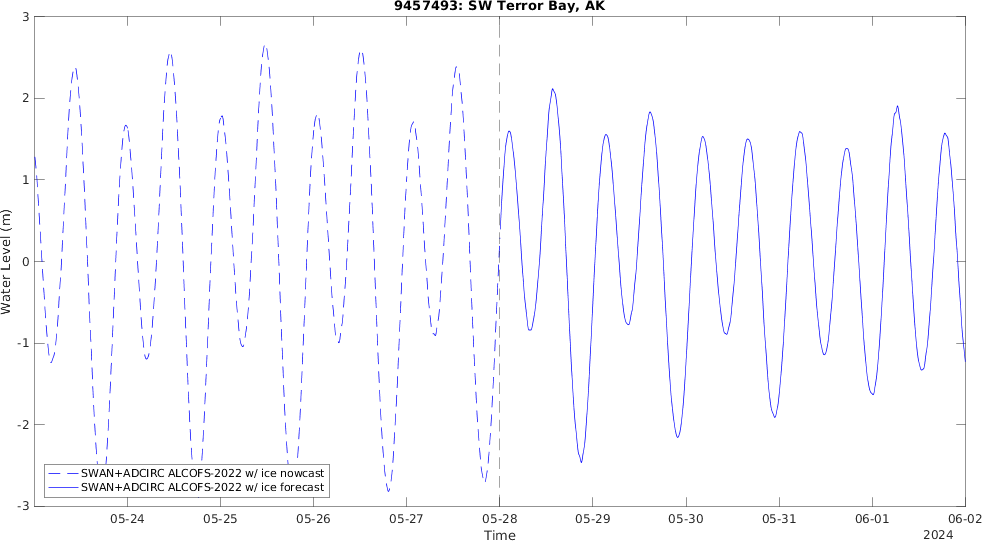 9457493: SW Terror Bay, AK
3
2
1
0
-1
-2
-3
Water Level (m)
SWAN+ADCIRC ALCOFS-2022 w/ ice nowcast
SWAN+ADCIRC ALCOFS-2022 w/ ice forecast
05-24 05-25 05-26 05-27 05-28 05-29 05-30 05-31 06-01 06-02
Time
2024